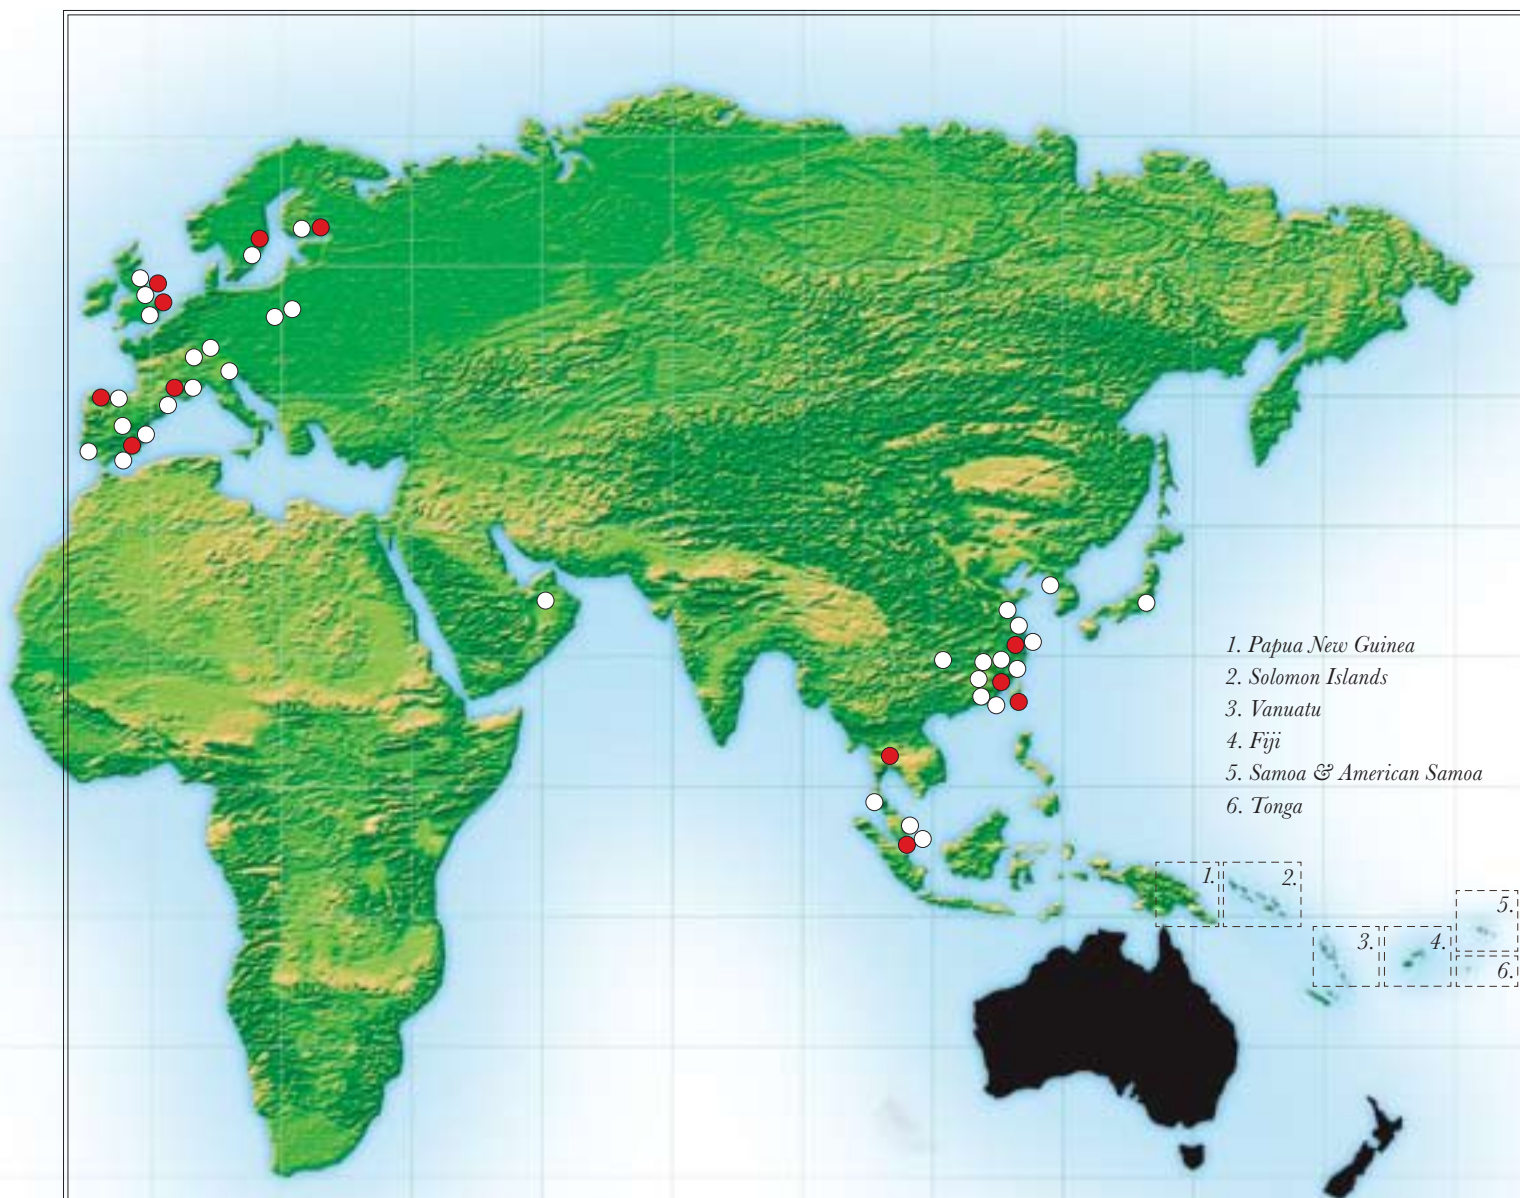 1. Papua New Guinea
2. Solomon Islands
3. Vanuatu
4. Fiji
5. Samoa & American Samoa
6. Tonga
1.
2.
5.
3.
4.
6.